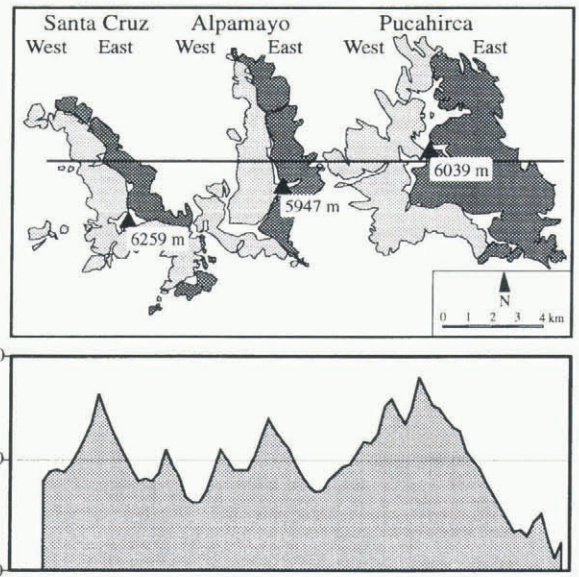 Santa Cruz Alpamayo Pucahirca
West East West East West East
6039 m
5947 m
6259 m
N
0 1 2 3 4 km